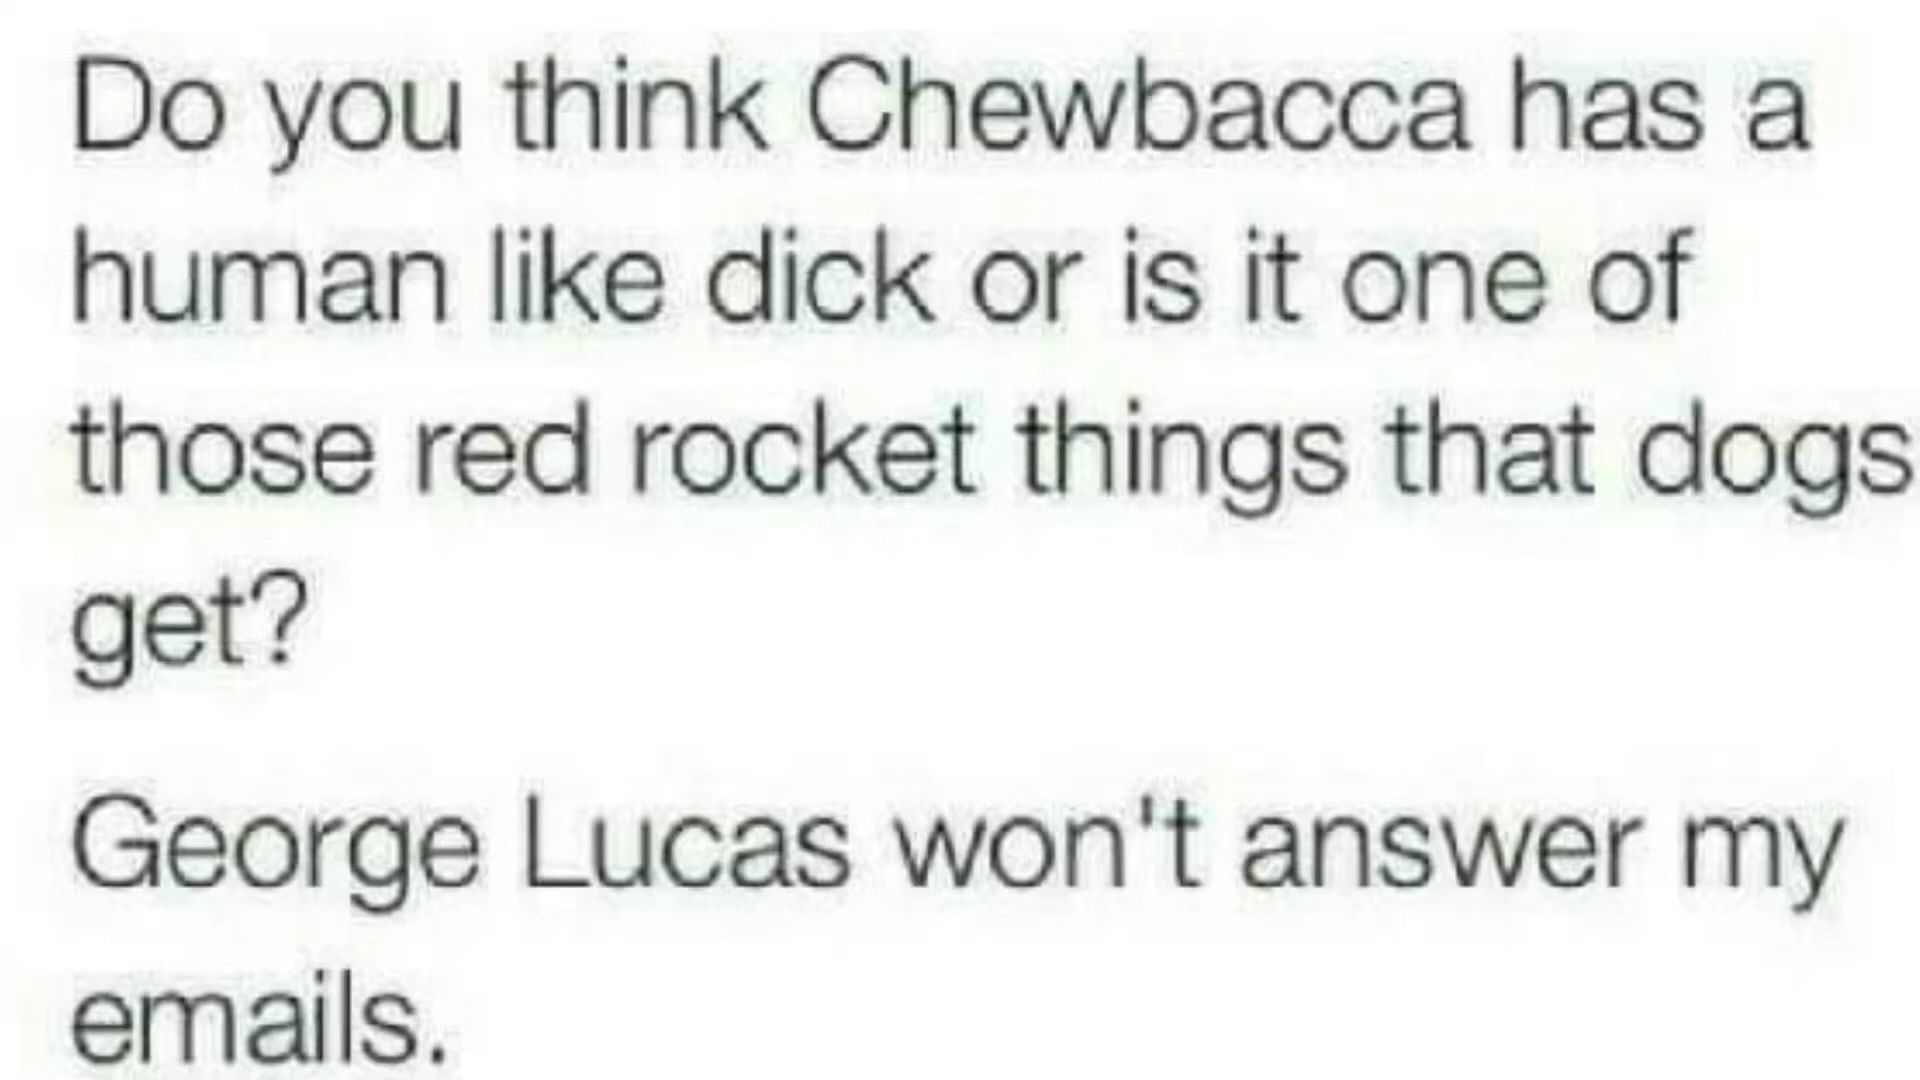 Do you think Chewbacca has a
human like dick or is it one of
those red rocket things that dogs
get?
George Lucas won't answer my
emails.